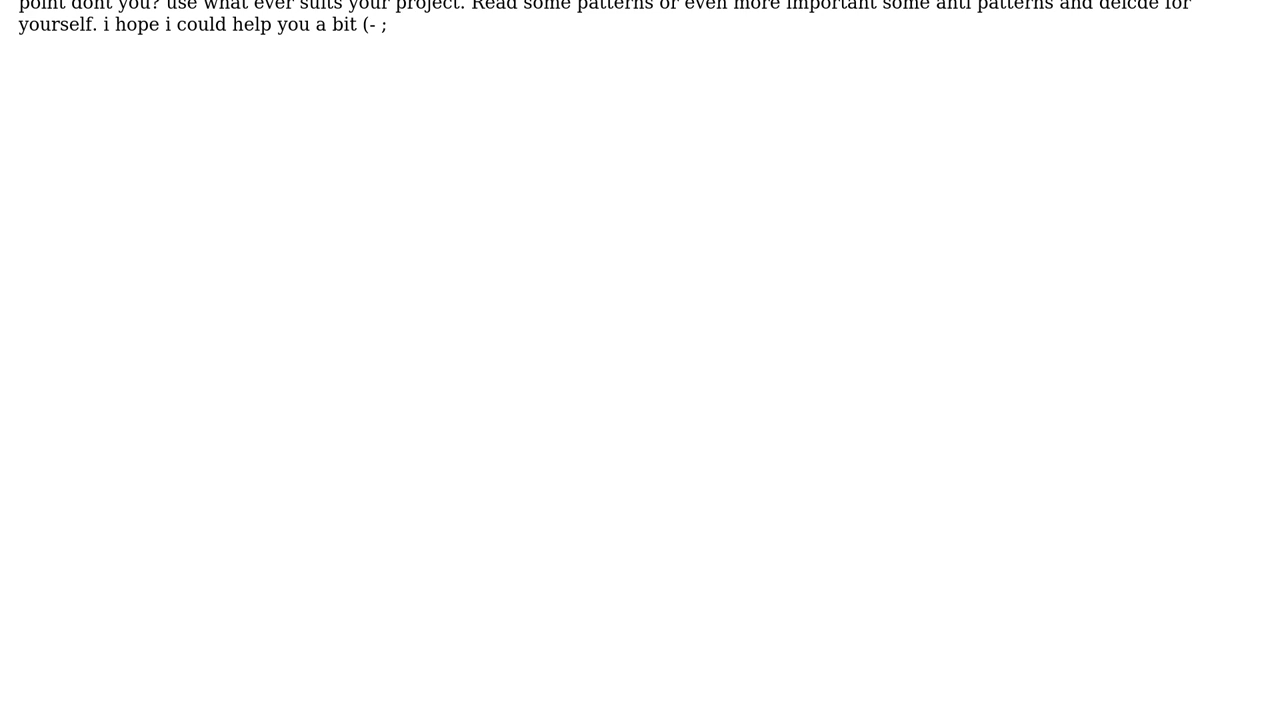 point dont you? use what ever suits your project. Read some patterns or even more important some anti patterns and deicde for
yourself. i hope i could help you a bit (- ;